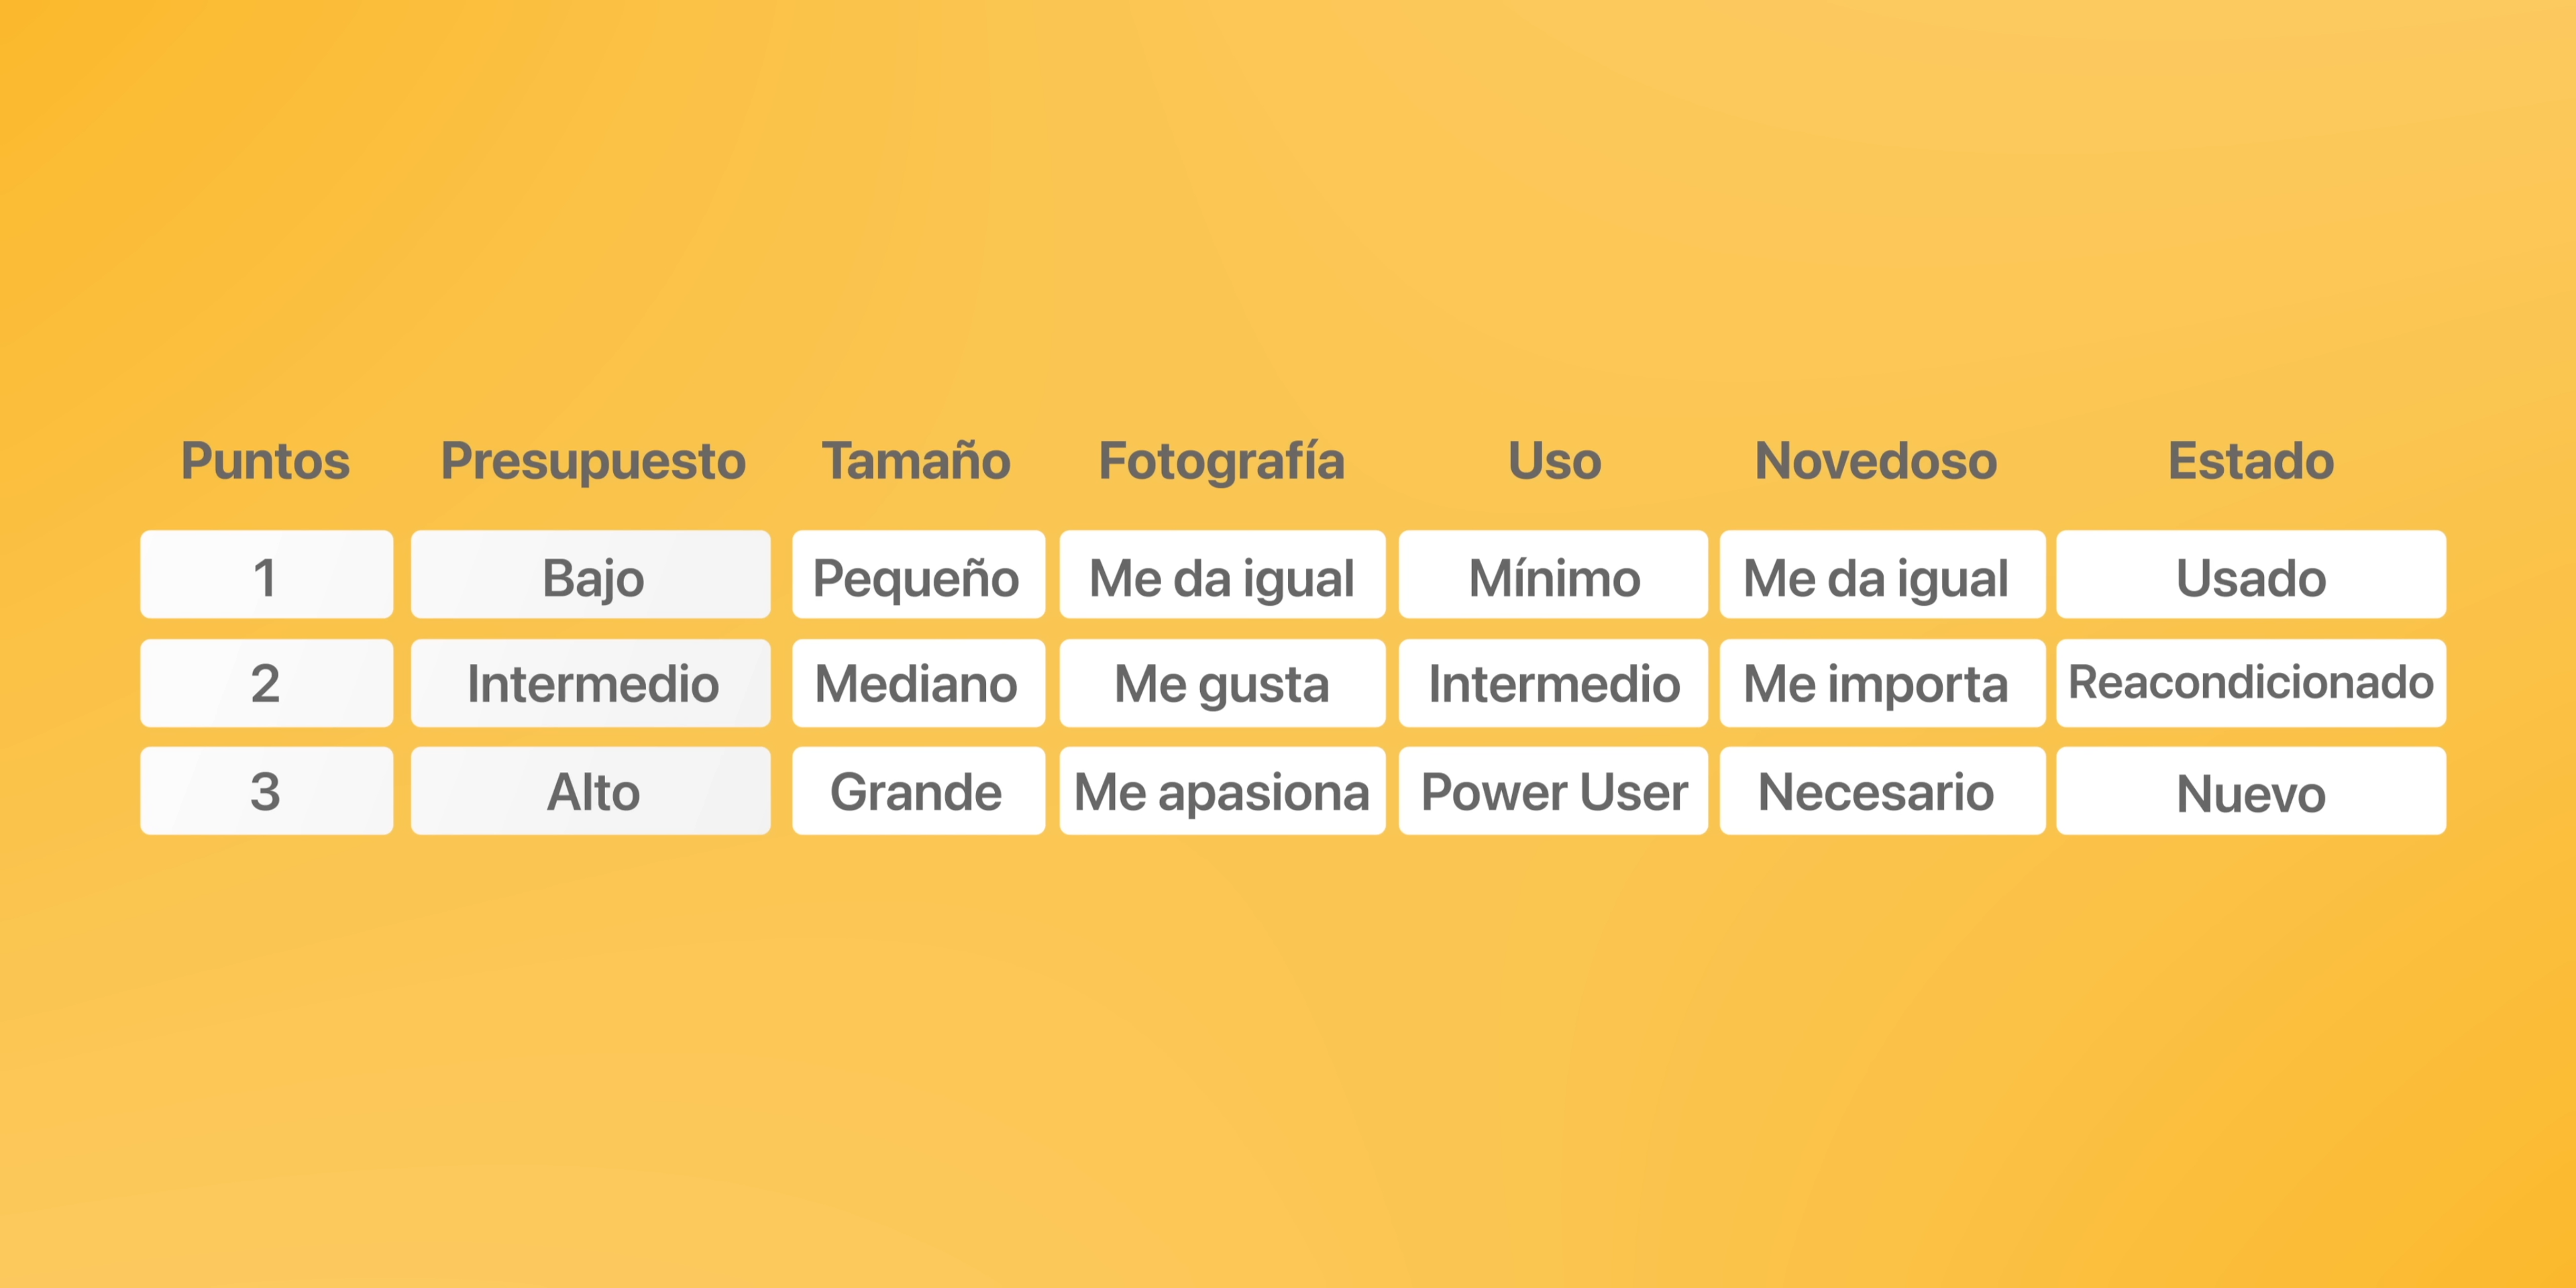 Puntos Presupuesto Tamaño Fotografía Uso Novedoso Estado
1 Bajo Pequeño Me da igual Mínimo Me da igual Usado
2 Intermedio Mediano Me gusta Intermedio Me importa Reacondicionado
3 Alto Grande Me apasiona Power User Necesario Nuevo